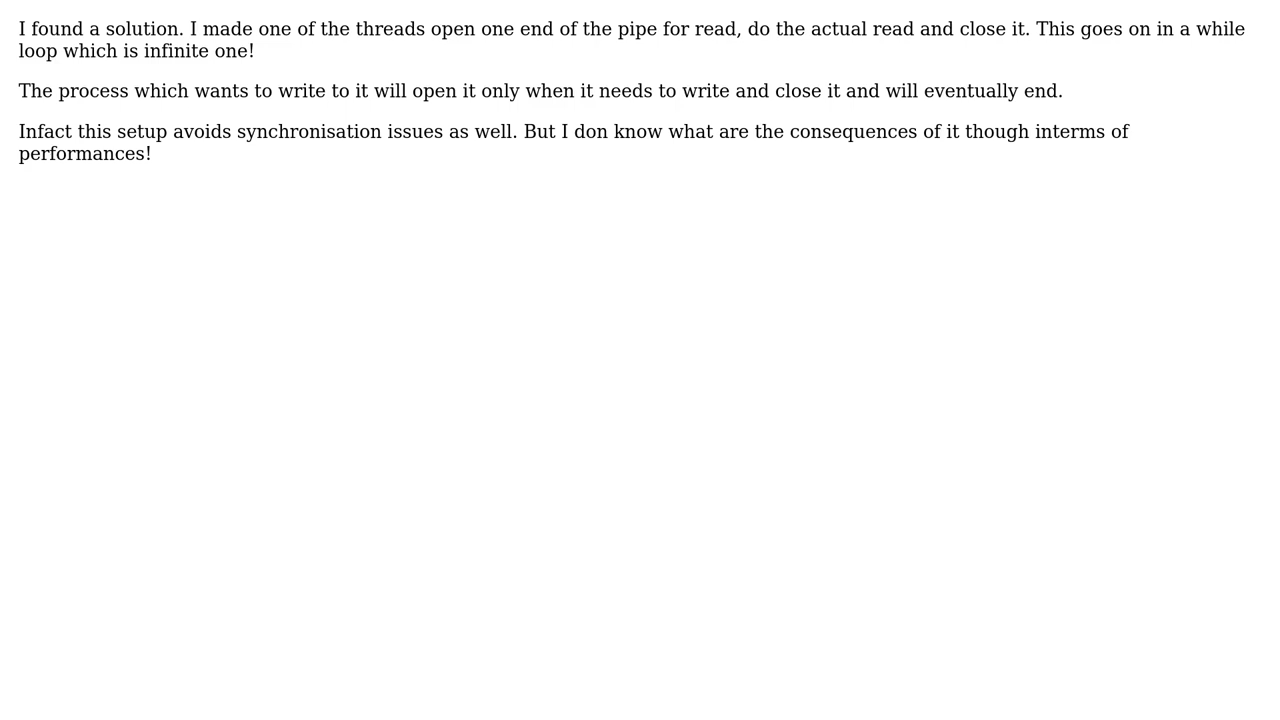 I found a solution. I made one of the threads open one end of the pipe for read, do the actual read and close it. This goes on in a while
loop which is infinite one!
The process which wants to write to it will open it only when it needs to write and close it and will eventually end.
Infact this setup avoids synchronisation issues as well. But I don know what are the consequences of it though interms of
performances!